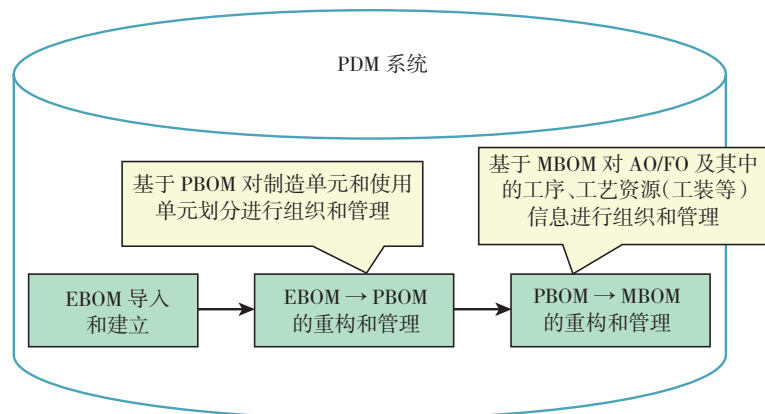 PDM 系统
基于 PBOM 对制造单元和使用
单元划分进行组织和管理
基于 MBOM 对 AO/FO 及其中
的工序、工艺资源(工装等)
信息进行组织和管理
EBOM 导入
和建立
EBOM → PBOM
的重构和管理
PBOM → MBOM
的重构和管理